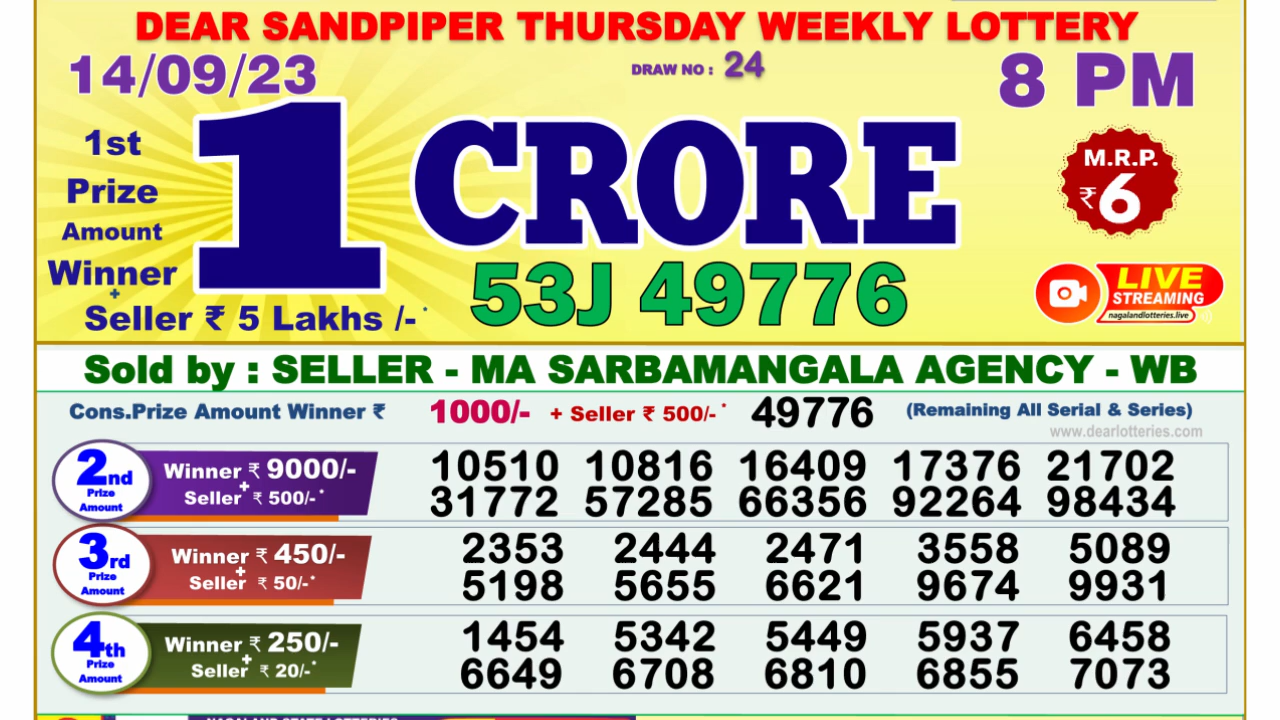 DEAR SANDPIPER THURSDAY WEEKLY LOTTERY
14/09/23
DRAW NO : 24
8 PM
1st
Prize
Amount
Winner
+
Seller ₹ 5 Lakhs /-*
1 CRORE
53J 49776
M.R.P.
₹6
LIVE
STREAMING
nagalandlotteries.live
Sold by : SELLER - MA SARBAMANGALA AGENCY - WB
Cons.Prize Amount Winner ₹ 1000/- + Seller ₹ 500/-* 49776 (Remaining All Serial & Series)
www.dearlotteries.com
2nd
Prize
Amount
Winner ₹ 9000/-
+
Seller ₹ 500/-*
10510 10816 16409 17376 21702
31772 57285 66356 92264 98434
3rd
Prize
Amount
Winner ₹ 450/-
+
Seller ₹ 50/-*
2353 2444 2471 3558 5089
5198 5655 6621 9674 9931
4th
Prize
Amount
Winner ₹ 250/-
+
Seller ₹ 20/-*
1454 5342 5449 5937 6458
6649 6708 6810 6855 7073
NAGALAND STATE LOTTERIES